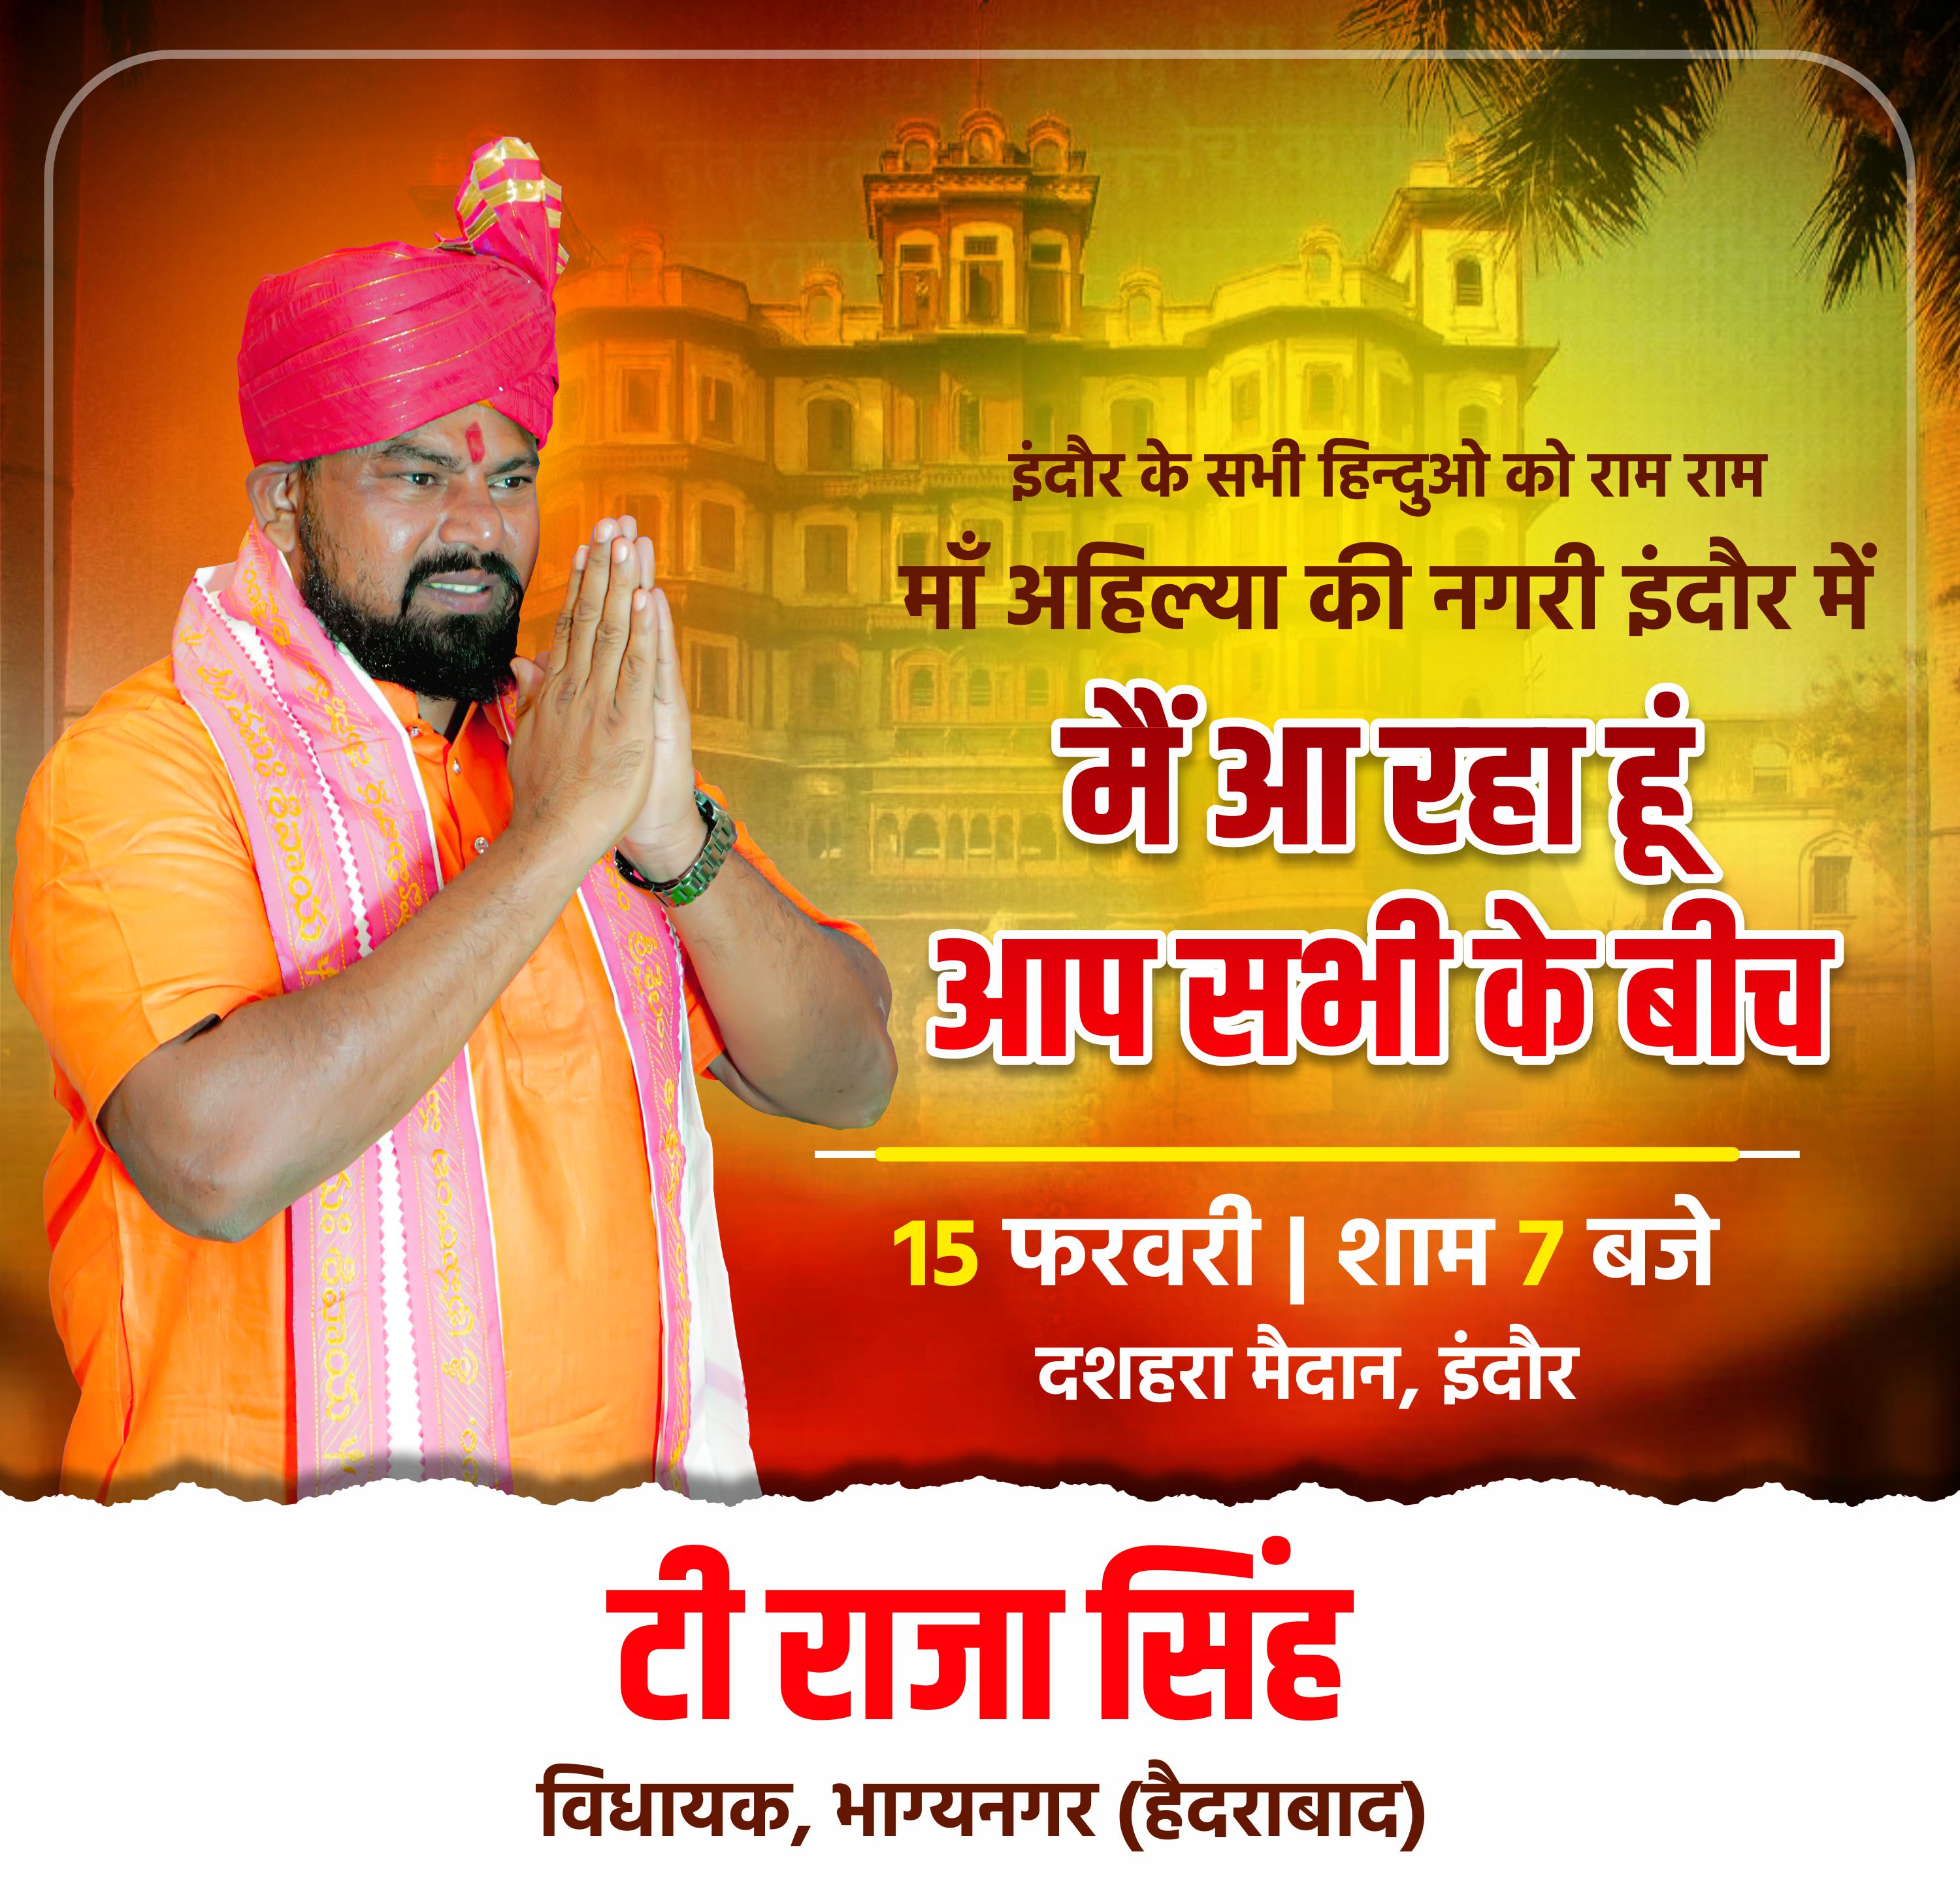 इंदौर के सभी हिन्दुओ को राम राम
माँ अहिल्या की नगरी इंदौर में
मैं आ रहा हूं
आप सभी के बीच
15 फरवरी | शाम 7 बजे
दशहरा मैदान, इंदौर
टी राजा सिंह
विधायक, भाग्यनगर (हैदराबाद)